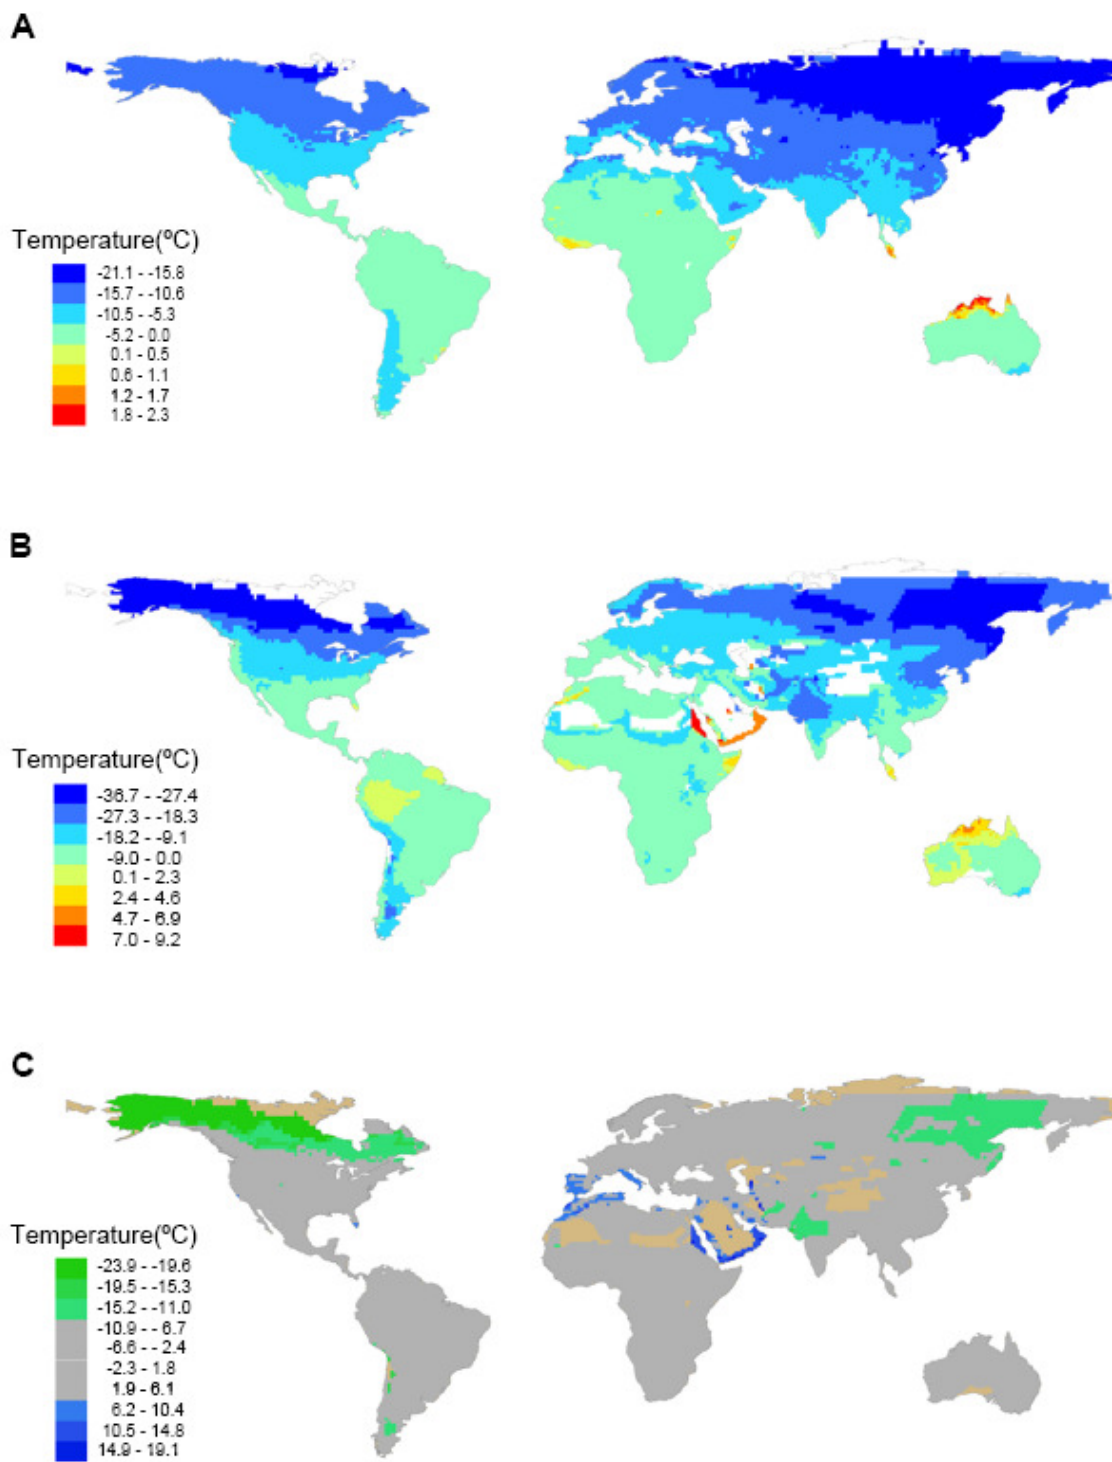 A
Temperature(ºC)
-21.1 - -15.8
-15.7 - -10.6
-10.5 - -5.3
-5.2 - 0.0
0.1 - 0.5
0.6 - 1.1
1.2 - 1.7
1.8 - 2.3
B
Temperature(ºC)
-36.7 - -27.4
-27.3 - -18.3
-18.2 - -9.1
-9.0 - 0.0
0.1 - 2.3
2.4 - 4.6
4.7 - 6.9
7.0 - 9.2
C
Temperature(ºC)
-23.9 - -19.6
-19.5 - -15.3
-15.2 - -11.0
-10.9 - -6.7
-6.6 - -2.4
-2.3 - 1.8
1.9 - 6.1
6.2 - 10.4
10.5 - 14.8
14.9 - 19.1